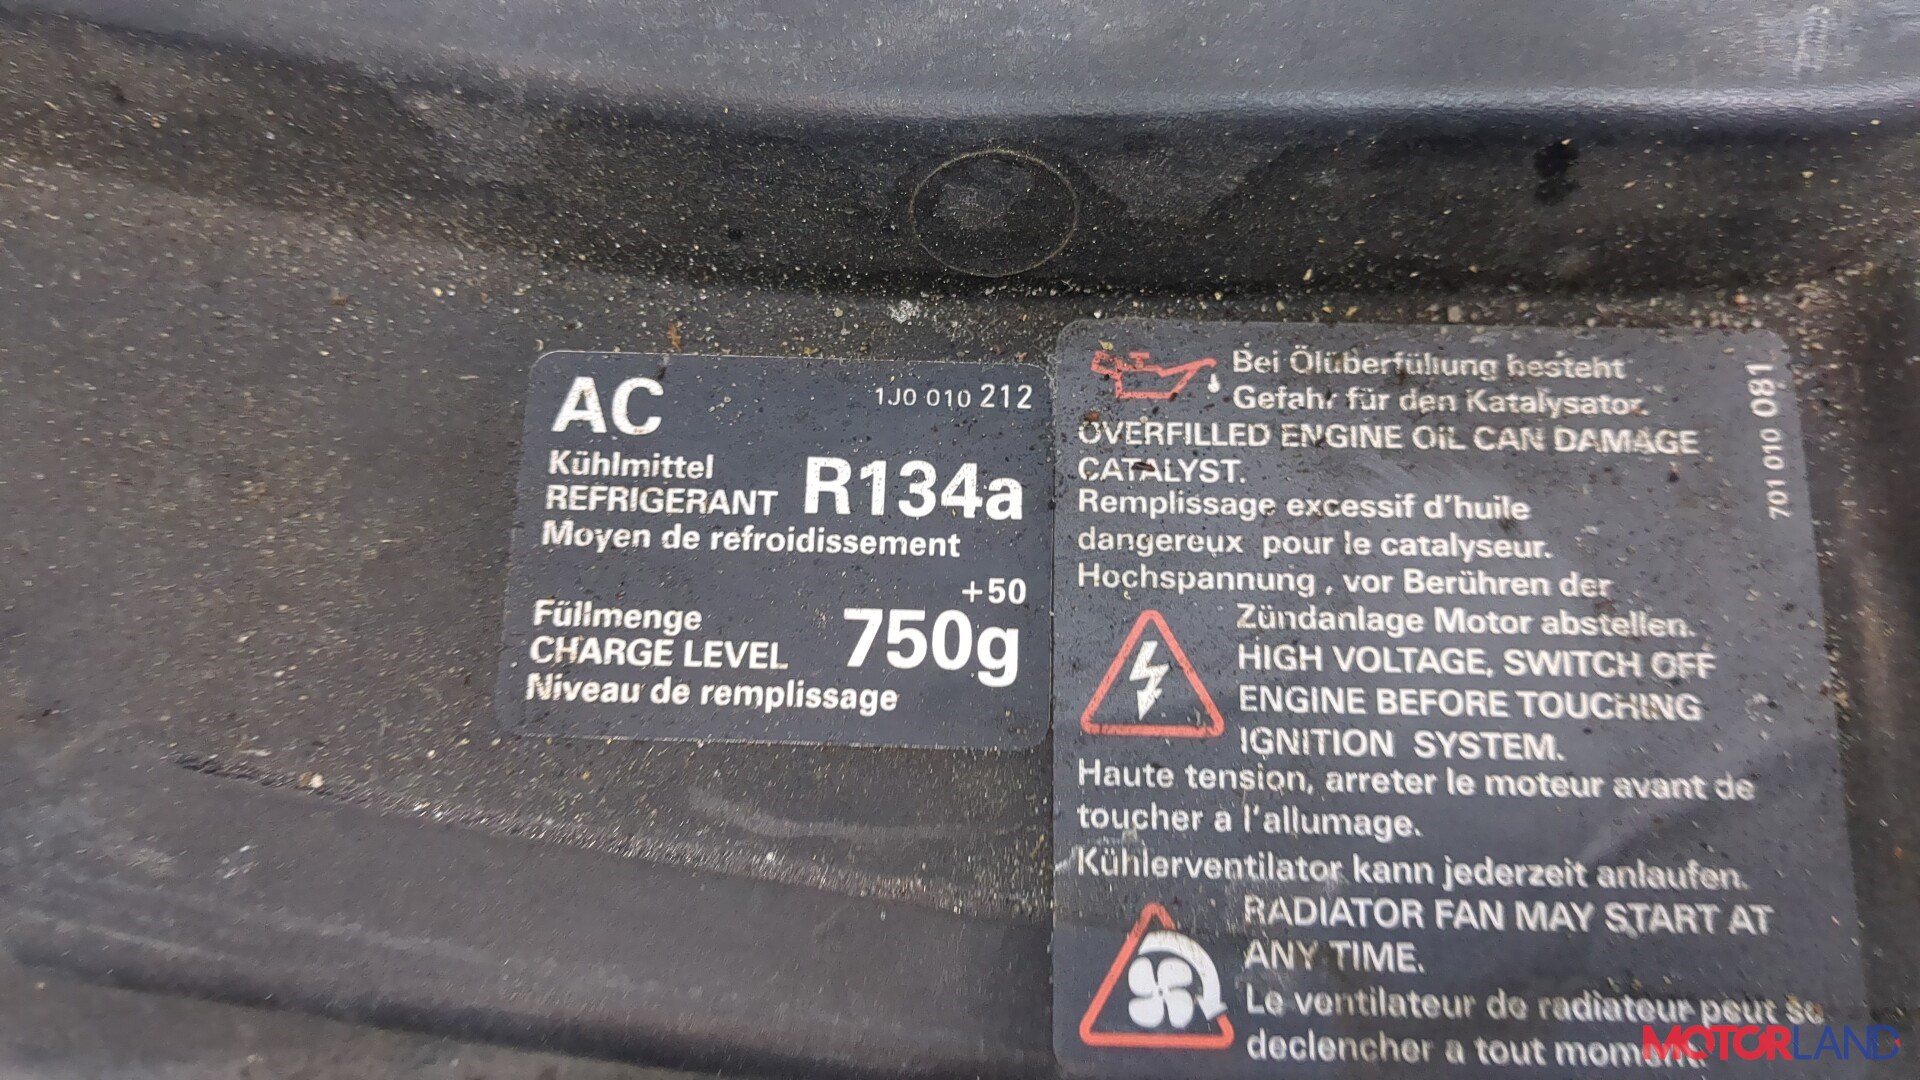 AC
1J0 010 212
Kühlmittel
REFRIGERANT R134a
Moyen de refroidissement
+50
Füllmenge
CHARGE LEVEL 750g
Niveau de remplissage
Bei Ölüberfüllung besteht
Gefahr für den Katalysator.
OVERFILLED ENGINE OIL CAN DAMAGE
CATALYST.
Remplissage excessif d'huile
dangereux pour le catalyseur.
Hochspannung, vor Berühren der
Zündanlage Motor abstellen.
HIGH VOLTAGE, SWITCH OFF
ENGINE BEFORE TOUCHING
IGNITION SYSTEM.
Haute tension, arreter le moteur avant de
toucher a l'allumage.
Kühlerventilator kann jederzeit anlaufen.
RADIATOR FAN MAY START AT
ANY TIME.
Le ventilateur de radiateur peut se
declencher a tout moment.
701 010 081
MOTORLAND